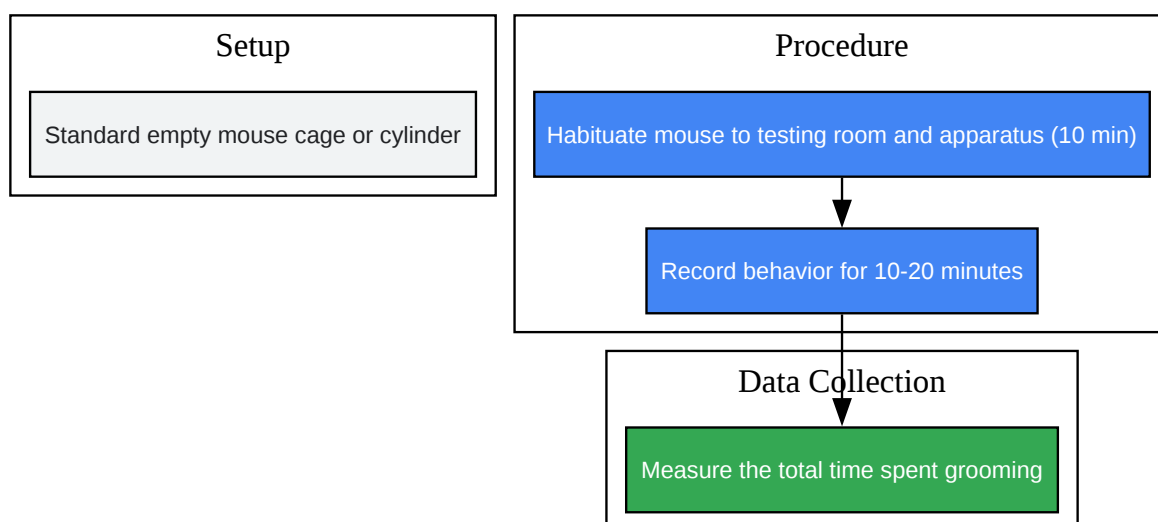 Setup
Standard empty mouse cage or cylinder
Procedure
Habituate mouse to testing room and apparatus (10 min)
Record behavior for 10-20 minutes
Data Collection
Measure the total time spent grooming